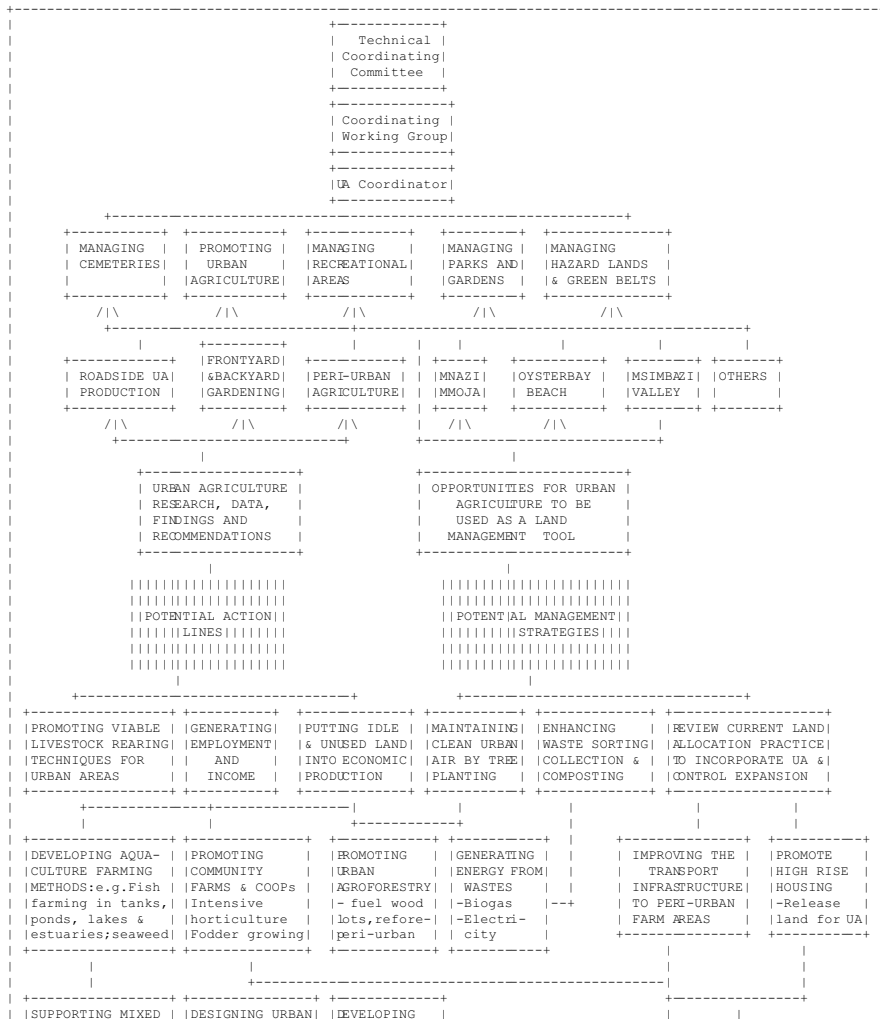 Technical
Coordinating
Committee
Coordinating
Working Group
UA Coordinator
MANAGING
CEMETERIES
PROMOTING
URBAN
AGRICULTURE
MANAGING
RECREATIONAL
AREAS
MANAGING
PARKS AND
GARDENS
MANAGING
HAZARD LANDS
& GREEN BELTS
ROADSIDE UA
PRODUCTION
FRONTYARD
&BACKYARD
GARDENING
PERI-URBAN
AGRICULTURE
MNAZI
MMOJA
OYSTERBAY
BEACH
MSIMBAZI
VALLEY
OTHERS
URBAN AGRICULTURE
RESEARCH, DATA,
FINDINGS AND
RECOMMENDATIONS
OPPORTUNITIES FOR URBAN
AGRICULTURE TO BE
USED AS A LAND
MANAGEMENT TOOL
POTENTIAL ACTION
LINES
POTENTIAL MANAGEMENT
STRATEGIES
PROMOTING VIABLE
LIVESTOCK REARING
TECHNIQUES FOR
URBAN AREAS
GENERATING
EMPLOYMENT
AND
INCOME
PUTTING IDLE
& UNUSED LAND
INTO ECONOMIC
PRODUCTION
MAINTAINING
CLEAN URBAN
AIR BY TREE
PLANTING
ENHANCING
WASTE SORTING
COLLECTION &
COMPOSTING
REVIEW CURRENT LAND
ALLOCATION PRACTICE
TO INCORPORATE UA &
CONTROL EXPANSION
DEVELOPING AQUA-
CULTURE FARMING
METHODS:e.g.Fish
farming in tanks,
ponds, lakes &
estuaries;seaweed
PROMOTING
COMMUNITY
FARMS & COOPs
Intensive
horticulture
Fodder growing
PROMOTING
URBAN
AGROFORESTRY
- fuel wood
lots,refore-
peri-urban
GENERATING
ENERGY FROM
WASTES
-Biogas
-Electri-
city
IMPROVING THE
TRANSPORT
INFRASTRUCTURE
TO PERI-URBAN
FARM AREAS
PROMOTE
HIGH RISE
HOUSING
-Release
land for UA
SUPPORTING MIXED
DESIGNING URBAN
DEVELOPING